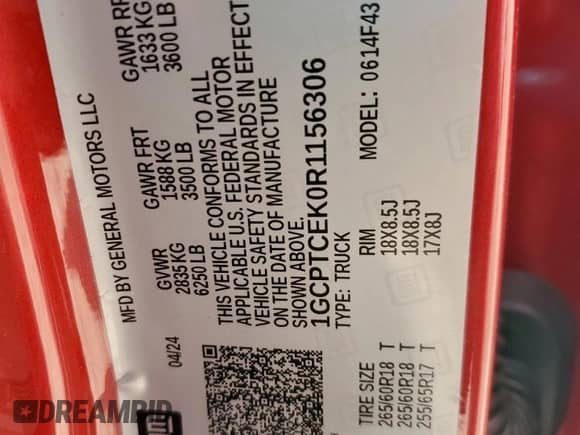 MFD BY GENERAL MOTORS LLC
04/24
GVWR
2835 KG
6250 LB
GAWR FRT
1588 KG
3500 LB
GAWR RR
1633 KG
3600 LB
THIS VEHICLE CONFORMS TO ALL
APPLICABLE U.S. FEDERAL MOTOR
VEHICLE SAFETY STANDARDS IN EFFECT
ON THE DATE OF MANUFACTURE
SHOWN ABOVE.
1GCPTCEK0R1156306
TYPE: TRUCK
MODEL: 0614F43
TIRE SIZE RIM
265/60R18 T 18X8.5J
265/60R18 T 18X8.5J
255/65R17 T 17X8J
GM
DREAMBID